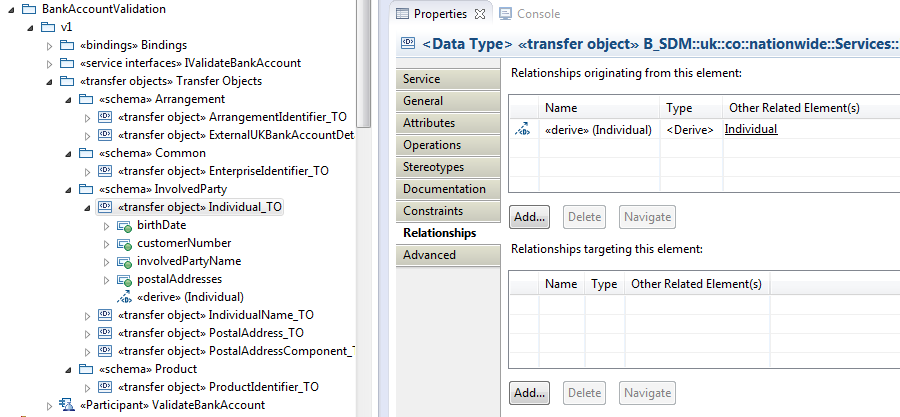 BankAccountValidation
v1
«bindings» Bindings
«service interfaces» IValidateBankAccount
«transfer objects» Transfer Objects
«schema» Arrangement
«transfer object» ArrangementIdentifier_TO
«transfer object» ExternalUKBankAccountDet
«schema» Common
«transfer object» EnterpriseIdentifier_TO
«schema» InvolvedParty
«transfer object» Individual_TO
birthDate
customerNumber
involvedPartyName
postalAddresses
«derive» (Individual)
«transfer object» IndividualName_TO
«transfer object» PostalAddress_TO
«transfer object» PostalAddressComponent_T
«schema» Product
«transfer object» ProductIdentifier_TO
«Participant» ValidateBankAccount
Properties Console
<Data Type> «transfer object» B_SDM::uk::co::nationwide::Services::
Service
General
Attributes
Operations
Stereotypes
Documentation
Constraints
Relationships
Advanced
Relationships originating from this element:
Name Type Other Related Element(s)
«derive» (Individual) <Derive> Individual
Add... Delete Navigate
Relationships targeting this element:
Name Type Other Related Element(s)
Add... Delete Navigate